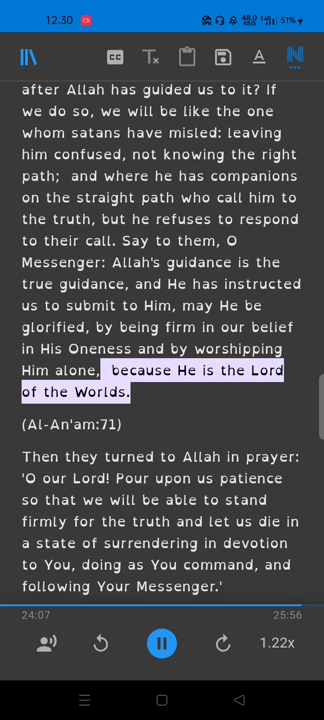 12.30
48.0 KB/S
51%
CC
after Allah has guided us to it? If
we do so, we will be like the one
whom satans have misled: leaving
him confused, not knowing the right
path;  and where he has companions
on the straight path who call him to
the truth, but he refuses to respond
to their call. Say to them, O
Messenger: Allah's guidance is the
true guidance, and He has instructed
us to submit to Him, may He be
glorified, by being firm in our belief
in His Oneness and by worshipping
Him alone,  because He is the Lord
of the Worlds.
(Al-An'am:71)
Then they turned to Allah in prayer:
'O our Lord! Pour upon us patience
so that we will be able to stand
firmly for the truth and let us die in
a state of surrendering in devotion
to You, doing as You command, and
following Your Messenger.'
24:07
25:56
1.22x